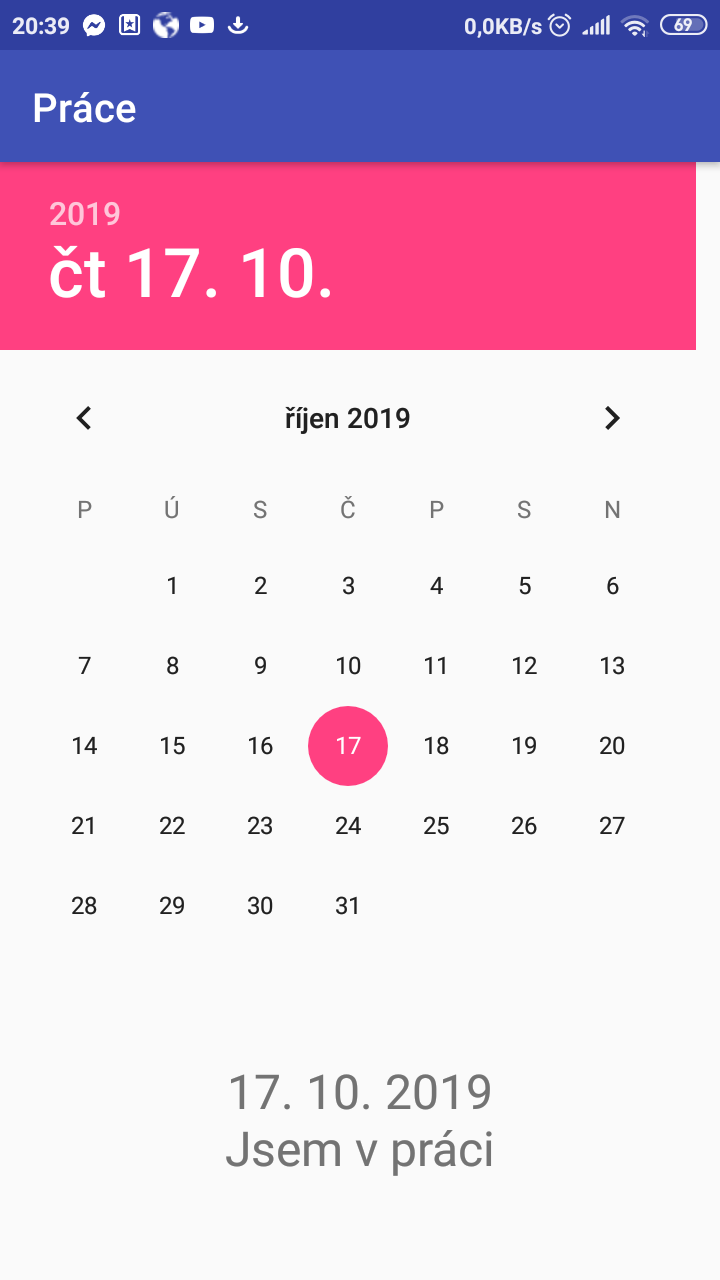 20:39 0,0KB/s 69
Práce
2019
čt 17. 10.
říjen 2019
P Ú S Č P S N
1 2 3 4 5 6
7 8 9 10 11 12 13
14 15 16 17 18 19 20
21 22 23 24 25 26 27
28 29 30 31
17. 10. 2019
Jsem v práci